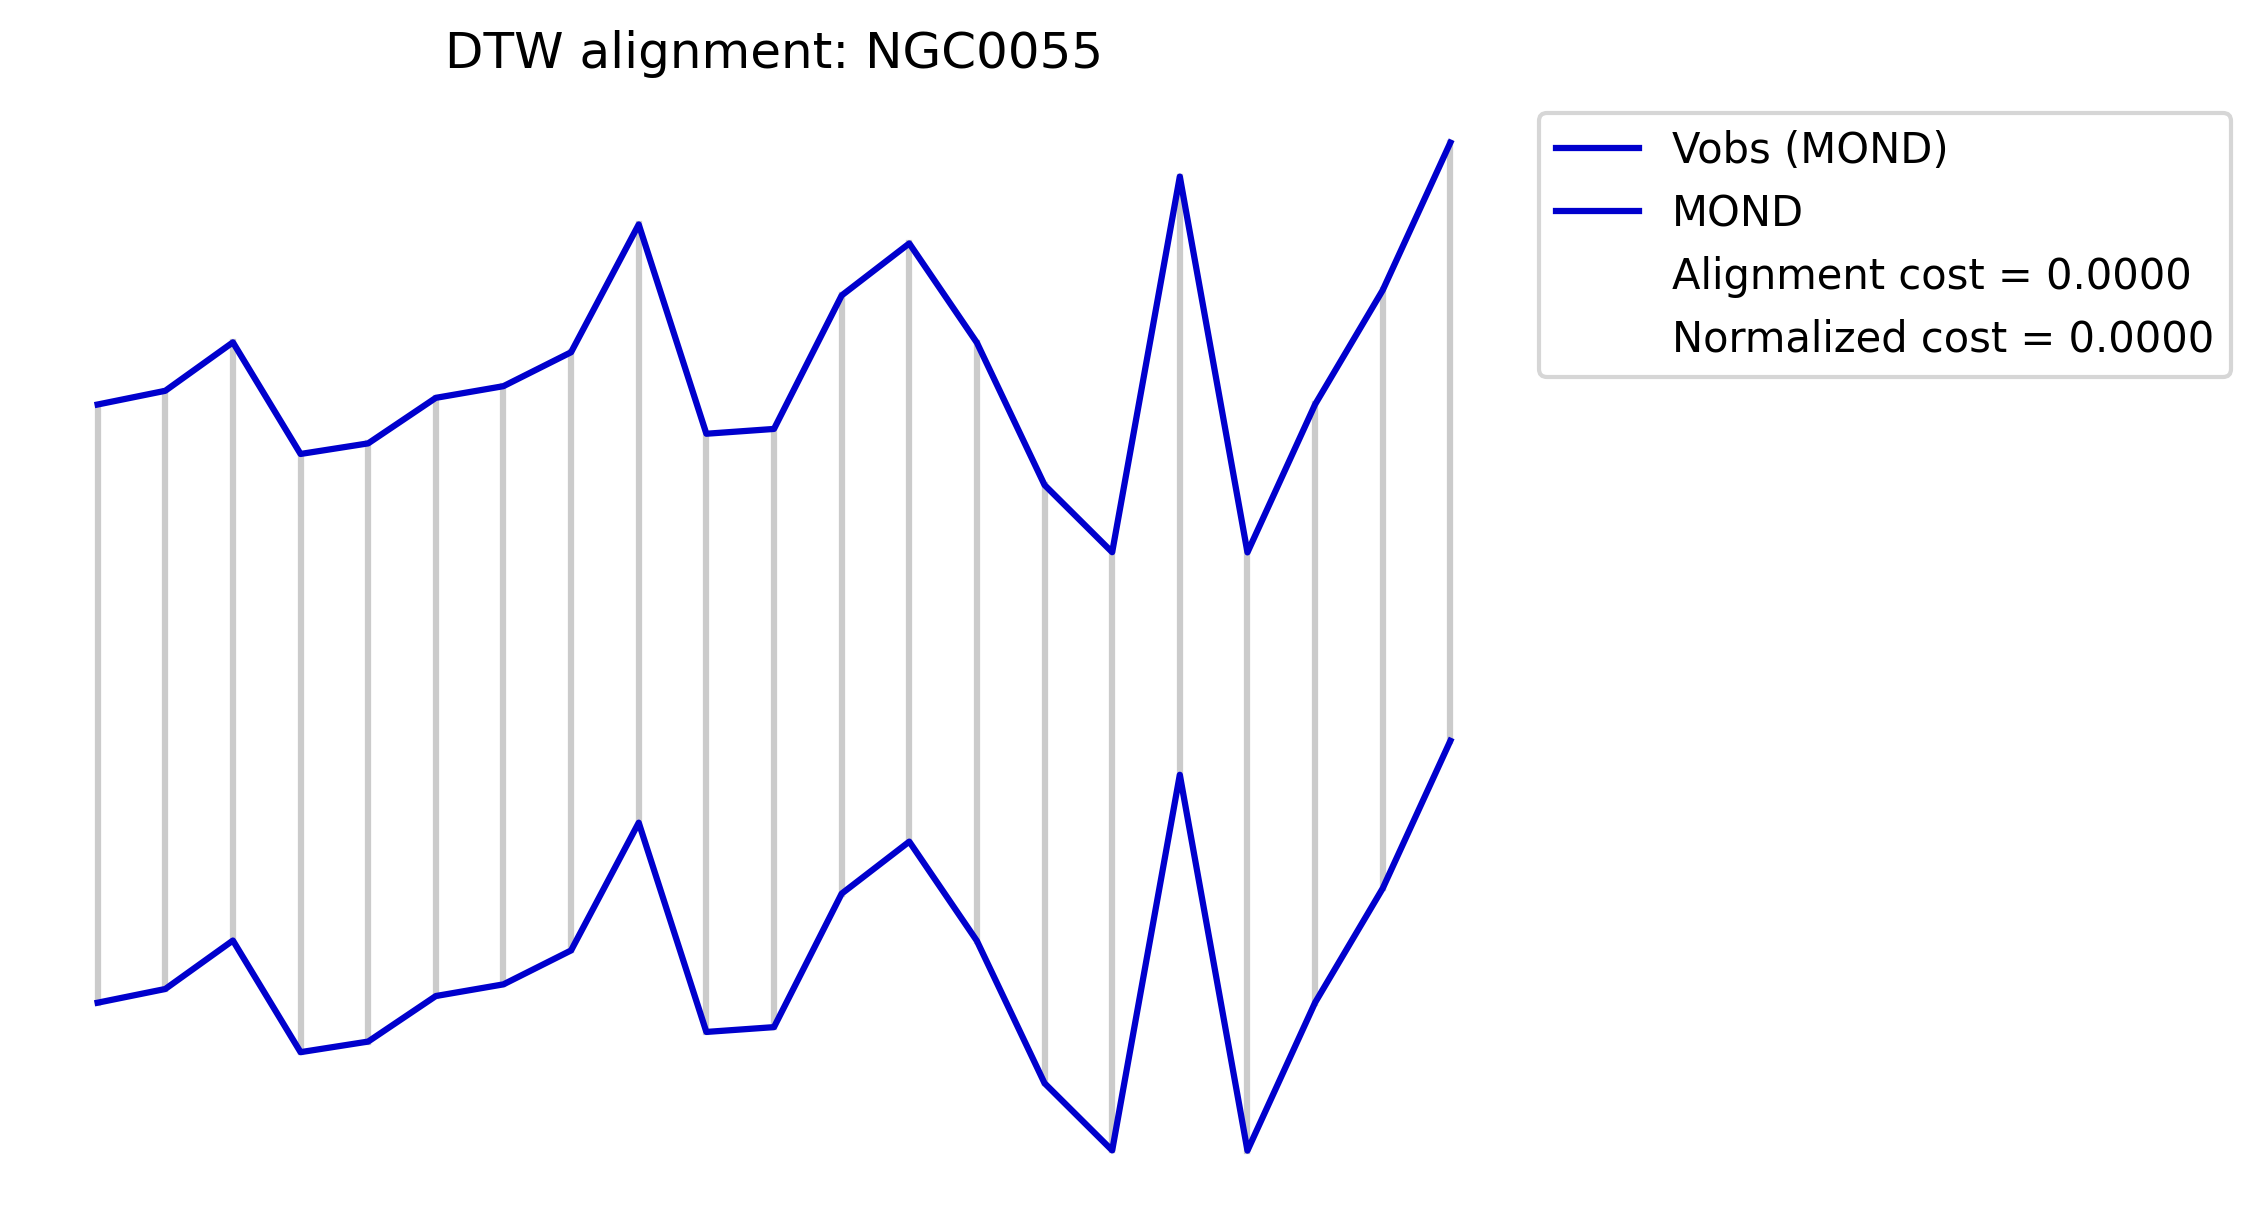 DTW alignment: NGC0055
Vobs (MOND)
MOND
Alignment cost = 0.0000
Normalized cost = 0.0000